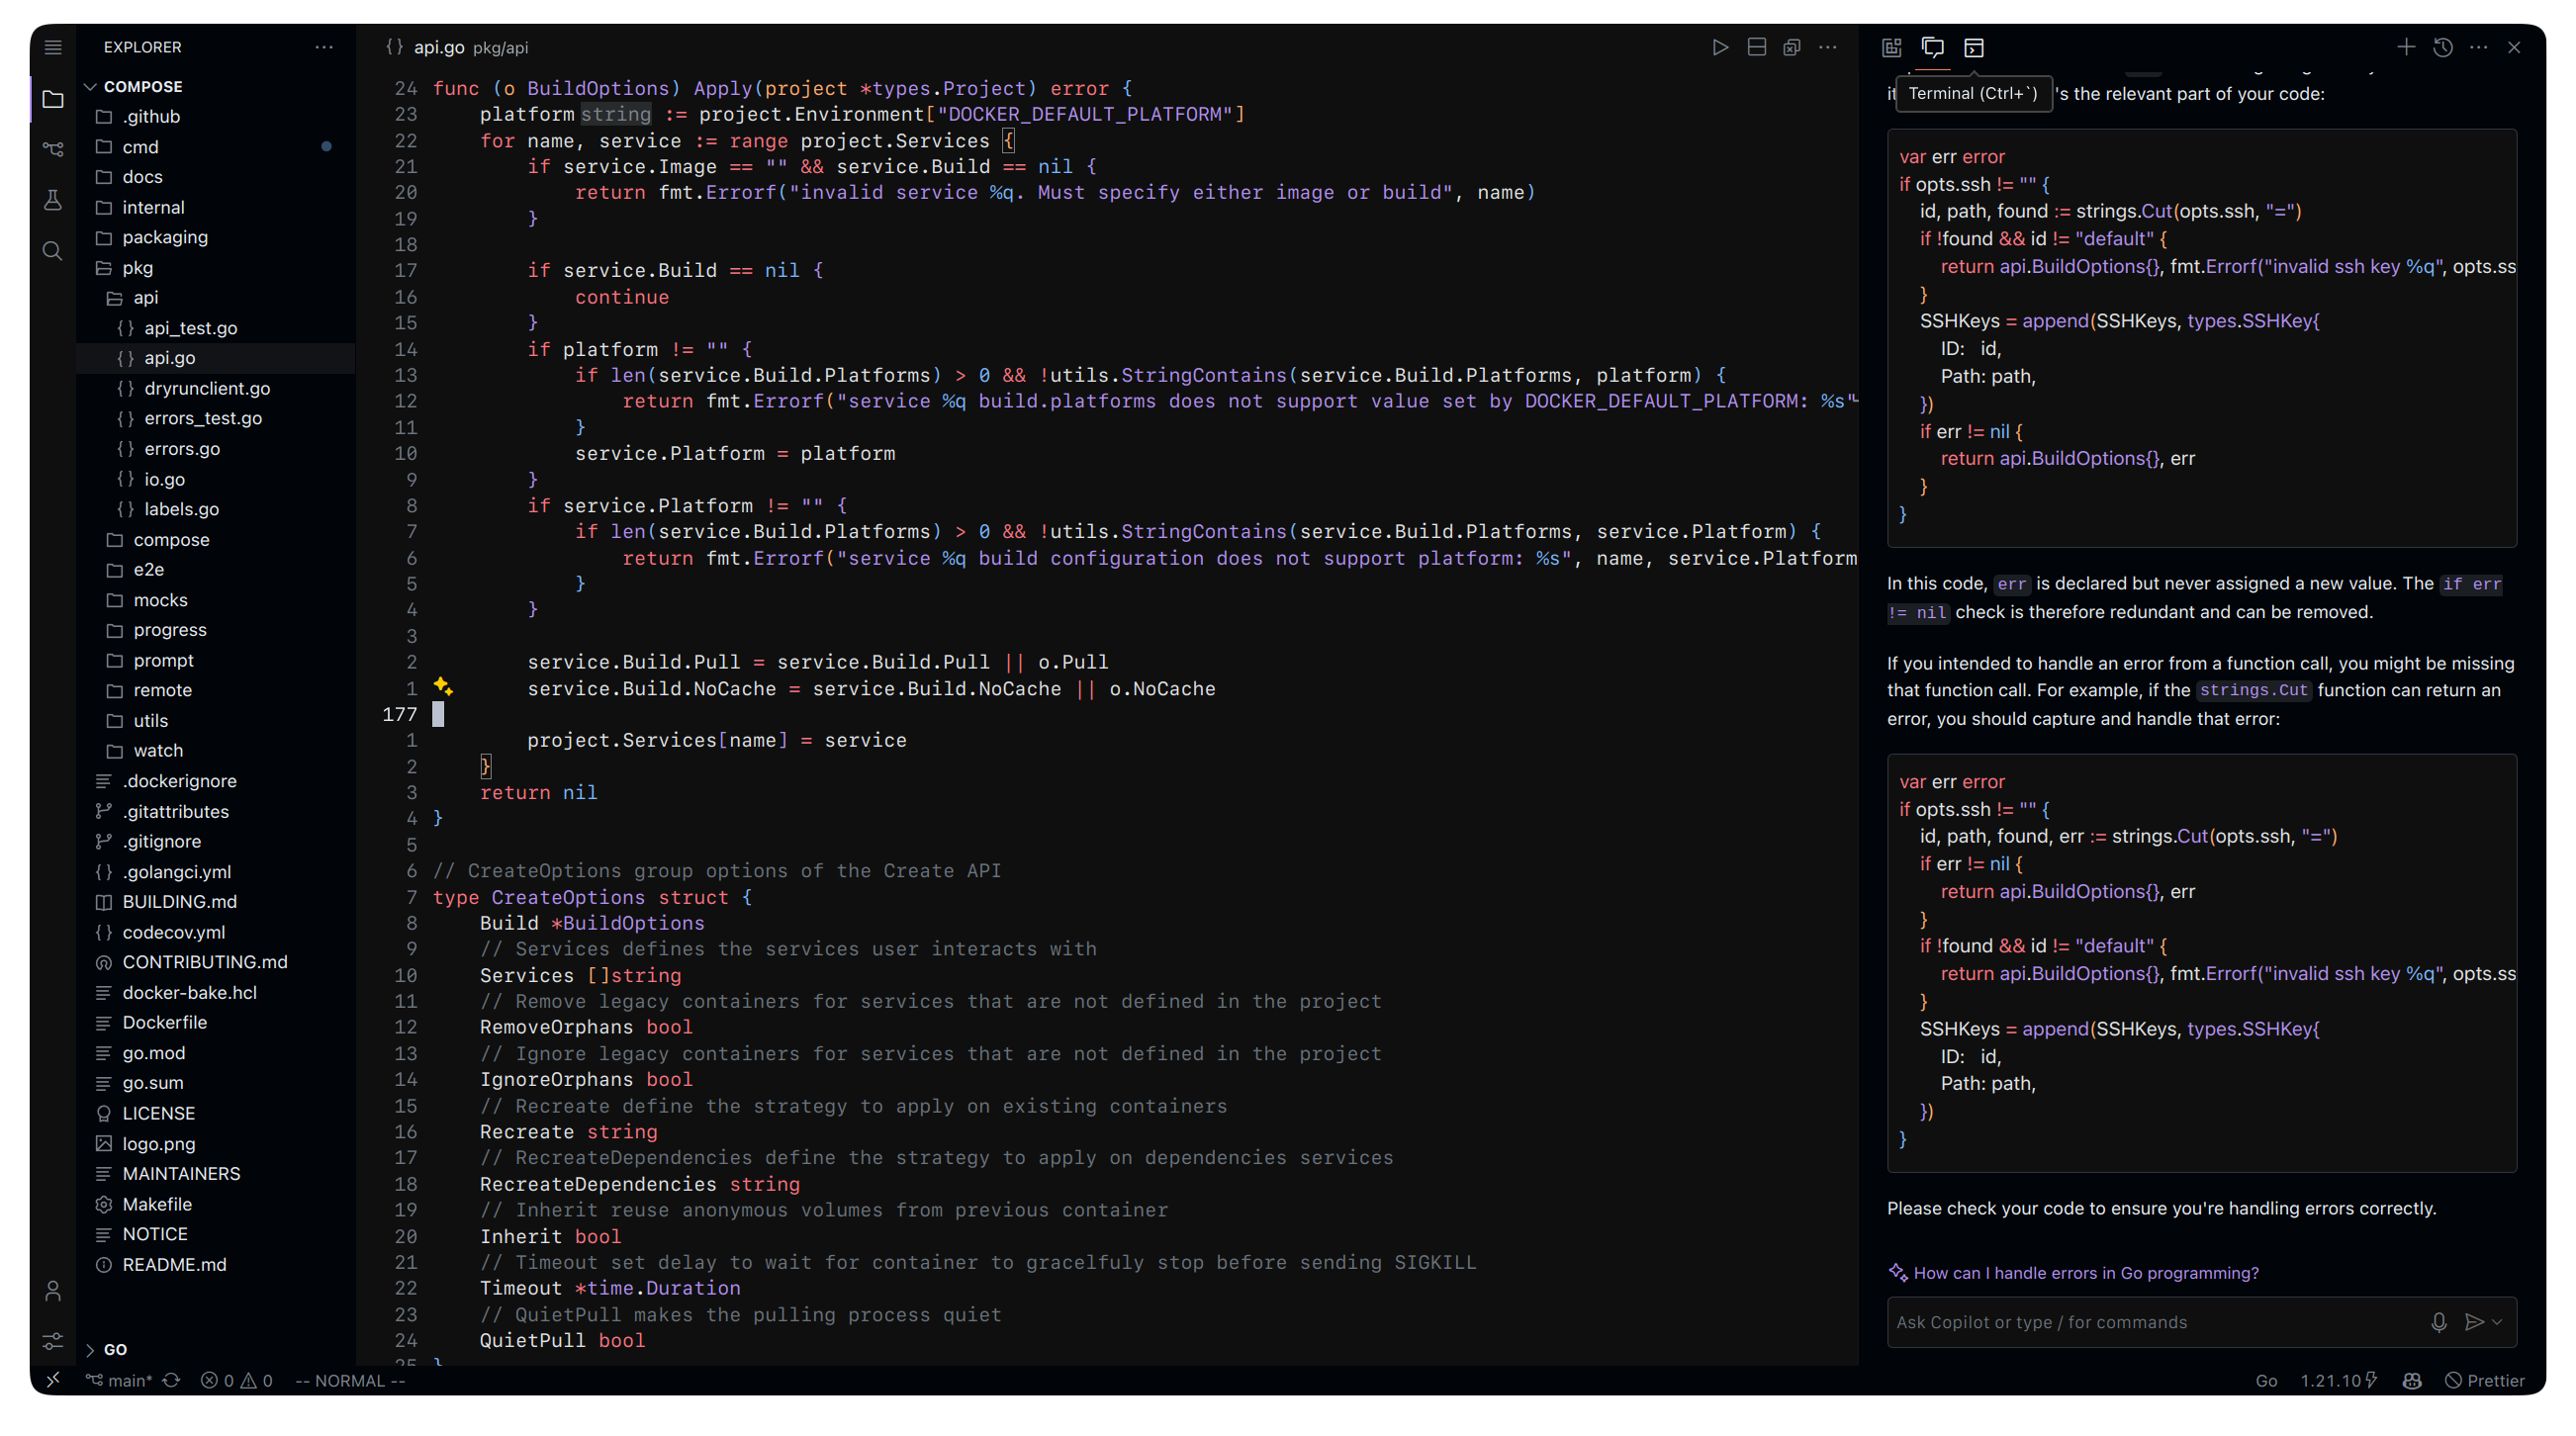 EXPLORER
COMPOSE
.github
cmd
docs
internal
packaging
pkg
api
api_test.go
api.go
dryrunclient.go
errors_test.go
errors.go
io.go
labels.go
compose
e2e
mocks
progress
prompt
remote
utils
watch
.dockerignore
.gitattributes
.gitignore
.golangci.yml
BUILDING.md
codecov.yml
CONTRIBUTING.md
docker-bake.hcl
Dockerfile
go.mod
go.sum
LICENSE
logo.png
MAINTAINERS
Makefile
NOTICE
README.md
GO
{} api.go pkg/api
24 func (o BuildOptions) Apply(project *types.Project) error {
23 platform string := project.Environment["DOCKER_DEFAULT_PLATFORM"]
22 for name, service := range project.Services {
21 if service.Image == "" && service.Build == nil {
20 return fmt.Errorf("invalid service %q. Must specify either image or build", name)
19 }
18
17 if service.Build == nil {
16 continue
15 }
14 if platform != "" {
13 if len(service.Build.Platforms) > 0 && !utils.StringContains(service.Build.Platforms, platform) {
12 return fmt.Errorf("service %q build.platforms does not support value set by DOCKER_DEFAULT_PLATFORM: %s"
11 }
10 service.Platform = platform
9 }
8 if service.Platform != "" {
7 if len(service.Build.Platforms) > 0 && !utils.StringContains(service.Build.Platforms, service.Platform) {
6 return fmt.Errorf("service %q build configuration does not support platform: %s", name, service.Platform
5 }
4 }
3
2 service.Build.Pull = service.Build.Pull || o.Pull
1 service.Build.NoCache = service.Build.NoCache || o.NoCache
177
1 project.Services[name] = service
2 }
3 return nil
4 }
5
6 // CreateOptions group options of the Create API
7 type CreateOptions struct {
8 Build *BuildOptions
9 // Services defines the services user interacts with
10 Services []string
11 // Remove legacy containers for services that are not defined in the project
12 RemoveOrphans bool
13 // Ignore legacy containers for services that are not defined in the project
14 IgnoreOrphans bool
15 // Recreate define the strategy to apply on existing containers
16 Recreate string
17 // RecreateDependencies define the strategy to apply on dependencies services
18 RecreateDependencies string
19 // Inherit reuse anonymous volumes from previous container
20 Inherit bool
21 // Timeout set delay to wait for container to gracelfuly stop before sending SIGKILL
22 Timeout *time.Duration
23 // QuietPull makes the pulling process quiet
24 QuietPull bool
25 }
Terminal (Ctrl+`)
's the relevant part of your code:
var err error
if opts.ssh != "" {
id, path, found := strings.Cut(opts.ssh, "=")
if !found && id != "default" {
return api.BuildOptions{}, fmt.Errorf("invalid ssh key %q", opts.ss
}
SSHKeys = append(SSHKeys, types.SSHKey{
ID: id,
Path: path,
})
if err != nil {
return api.BuildOptions{}, err
}
}
In this code, err is declared but never assigned a new value. The if err
!= nil check is therefore redundant and can be removed.
If you intended to handle an error from a function call, you might be missing
that function call. For example, if the strings.Cut function can return an
error, you should capture and handle that error:
var err error
if opts.ssh != "" {
id, path, found, err := strings.Cut(opts.ssh, "=")
if err != nil {
return api.BuildOptions{}, err
}
if !found && id != "default" {
return api.BuildOptions{}, fmt.Errorf("invalid ssh key %q", opts.ss
}
SSHKeys = append(SSHKeys, types.SSHKey{
ID: id,
Path: path,
})
}
Please check your code to ensure you're handling errors correctly.
How can I handle errors in Go programming?
Ask Copilot or type / for commands
main* 0 0 -- NORMAL --
Go 1.21.10 Prettier